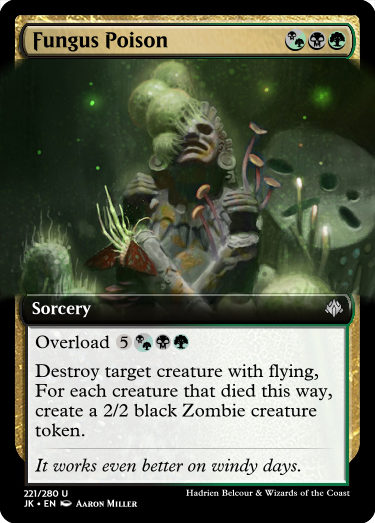 Fungus Poison
Sorcery
Overload 5
Destroy target creature with flying,
For each creature that died this way,
create a 2/2 black Zombie creature
token.
It works even better on windy days.
221/280 U
Hadrien Belcour & Wizards of the Coast
JK • EN AARON MILLER